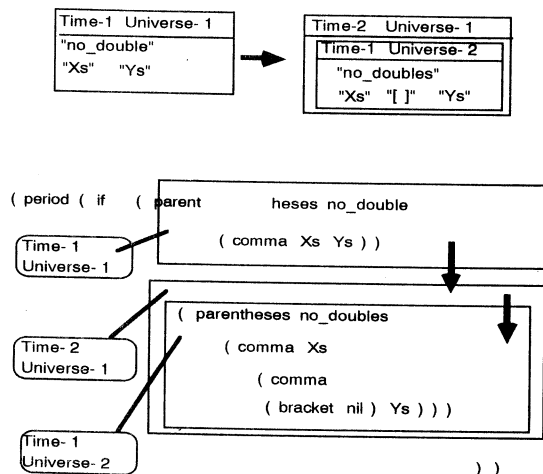 Time-1 Universe-1
"no_double"
"Xs" "Ys"
Time-2 Universe-1
Time-1 Universe-2
"no_doubles"
"Xs" "[ ]" "Ys"
( period ( if ( parent heses no_double
( comma Xs Ys ) )
Time-1
Universe-1
( parentheses no_doubles
( comma Xs
( comma
( bracket nil ) Ys ) ) )
Time-2
Universe-1
Time-1
Universe-2
) )